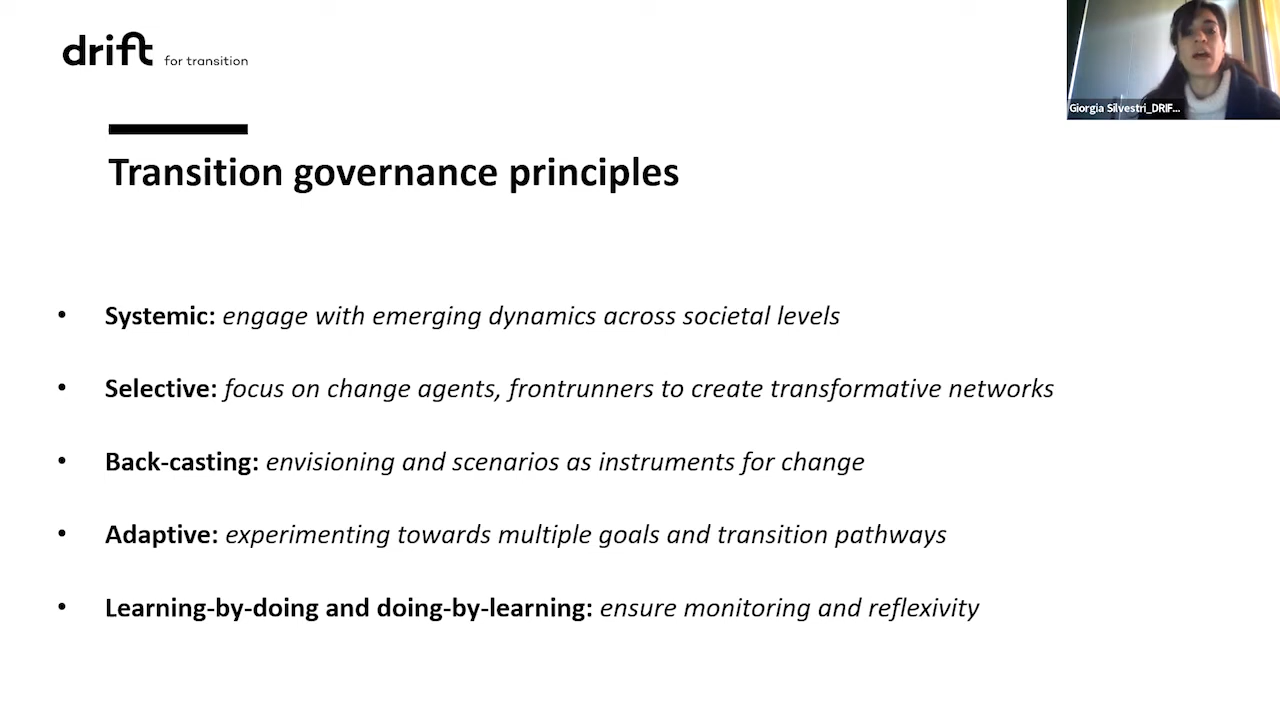 drift for transition
Giorgia Silvestri_DRIF...
Transition governance principles
• Systemic: engage with emerging dynamics across societal levels
• Selective: focus on change agents, frontrunners to create transformative networks
• Back-casting: envisioning and scenarios as instruments for change
• Adaptive: experimenting towards multiple goals and transition pathways
• Learning-by-doing and doing-by-learning: ensure monitoring and reflexivity